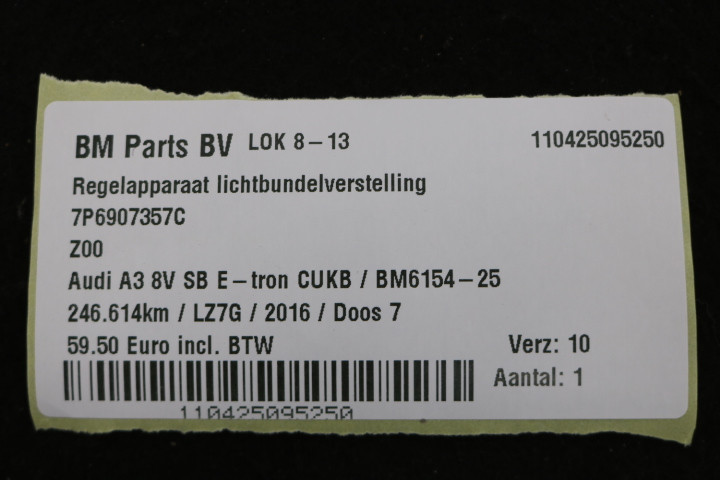 BM Parts BV LOK 8-13 110425095250
Regelapparaat lichtbundelverstelling
7P6907357C
Z00
Audi A3 8V SB E-tron CUKB / BM6154-25
246.614km / LZ7G / 2016 / Doos 7
59.50 Euro incl. BTW Verz: 10
Aantal: 1
110425095250